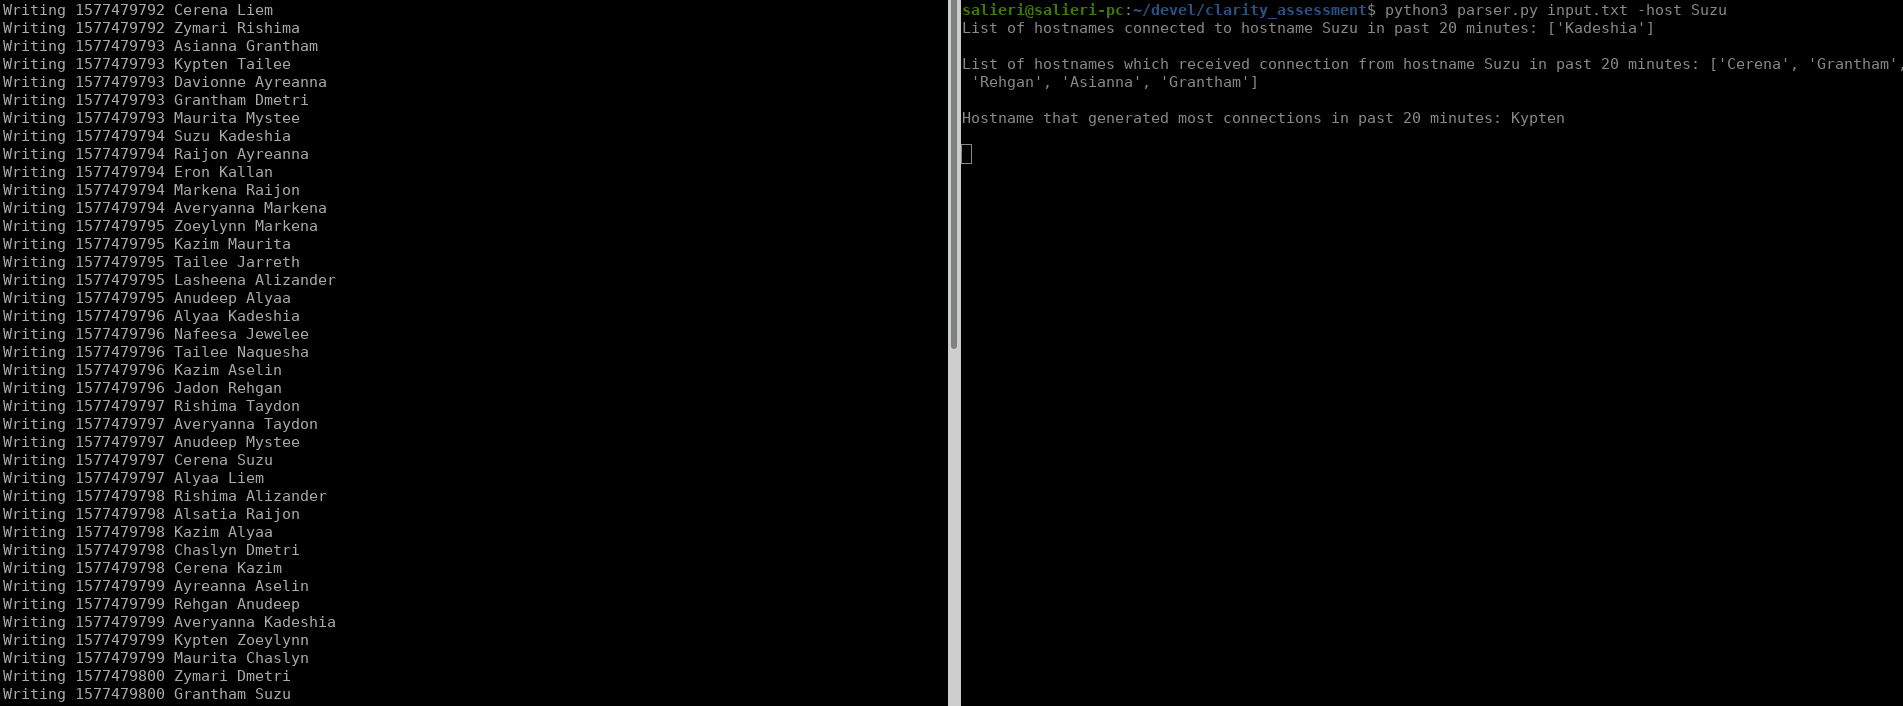 Writing 1577479792 Cerena Liem
Writing 1577479792 Zymari Rishima
Writing 1577479793 Asianna Grantham
Writing 1577479793 Kypten Tailee
Writing 1577479793 Davionne Ayreanna
Writing 1577479793 Grantham Dmetri
Writing 1577479793 Maurita Mystee
Writing 1577479794 Suzu Kadeshia
Writing 1577479794 Raijon Ayreanna
Writing 1577479794 Eron Kallan
Writing 1577479794 Markena Raijon
Writing 1577479794 Averyanna Markena
Writing 1577479795 Zoeylynn Markena
Writing 1577479795 Kazim Maurita
Writing 1577479795 Tailee Jarreth
Writing 1577479795 Lasheena Alizander
Writing 1577479795 Anudeep Alyaa
Writing 1577479796 Alyaa Kadeshia
Writing 1577479796 Nafeesa Jewelee
Writing 1577479796 Tailee Naquesha
Writing 1577479796 Kazim Aselin
Writing 1577479796 Jadon Rehgan
Writing 1577479797 Rishima Taydon
Writing 1577479797 Averyanna Taydon
Writing 1577479797 Anudeep Mystee
Writing 1577479797 Cerena Suzu
Writing 1577479797 Alyaa Liem
Writing 1577479798 Rishima Alizander
Writing 1577479798 Alsatia Raijon
Writing 1577479798 Kazim Alyaa
Writing 1577479798 Chaslyn Dmetri
Writing 1577479798 Cerena Kazim
Writing 1577479799 Ayreanna Aselin
Writing 1577479799 Rehgan Anudeep
Writing 1577479799 Averyanna Kadeshia
Writing 1577479799 Kypten Zoeylynn
Writing 1577479799 Maurita Chaslyn
Writing 1577479800 Zymari Dmetri
Writing 1577479800 Grantham Suzu
salieri@salieri-pc:~/devel/clarity_assessment$ python3 parser.py input.txt -host Suzu
List of hostnames connected to hostname Suzu in past 20 minutes: ['Kadeshia']
List of hostnames which received connection from hostname Suzu in past 20 minutes: ['Cerena', 'Grantham',
'Rehgan', 'Asianna', 'Grantham']
Hostname that generated most connections in past 20 minutes: Kypten